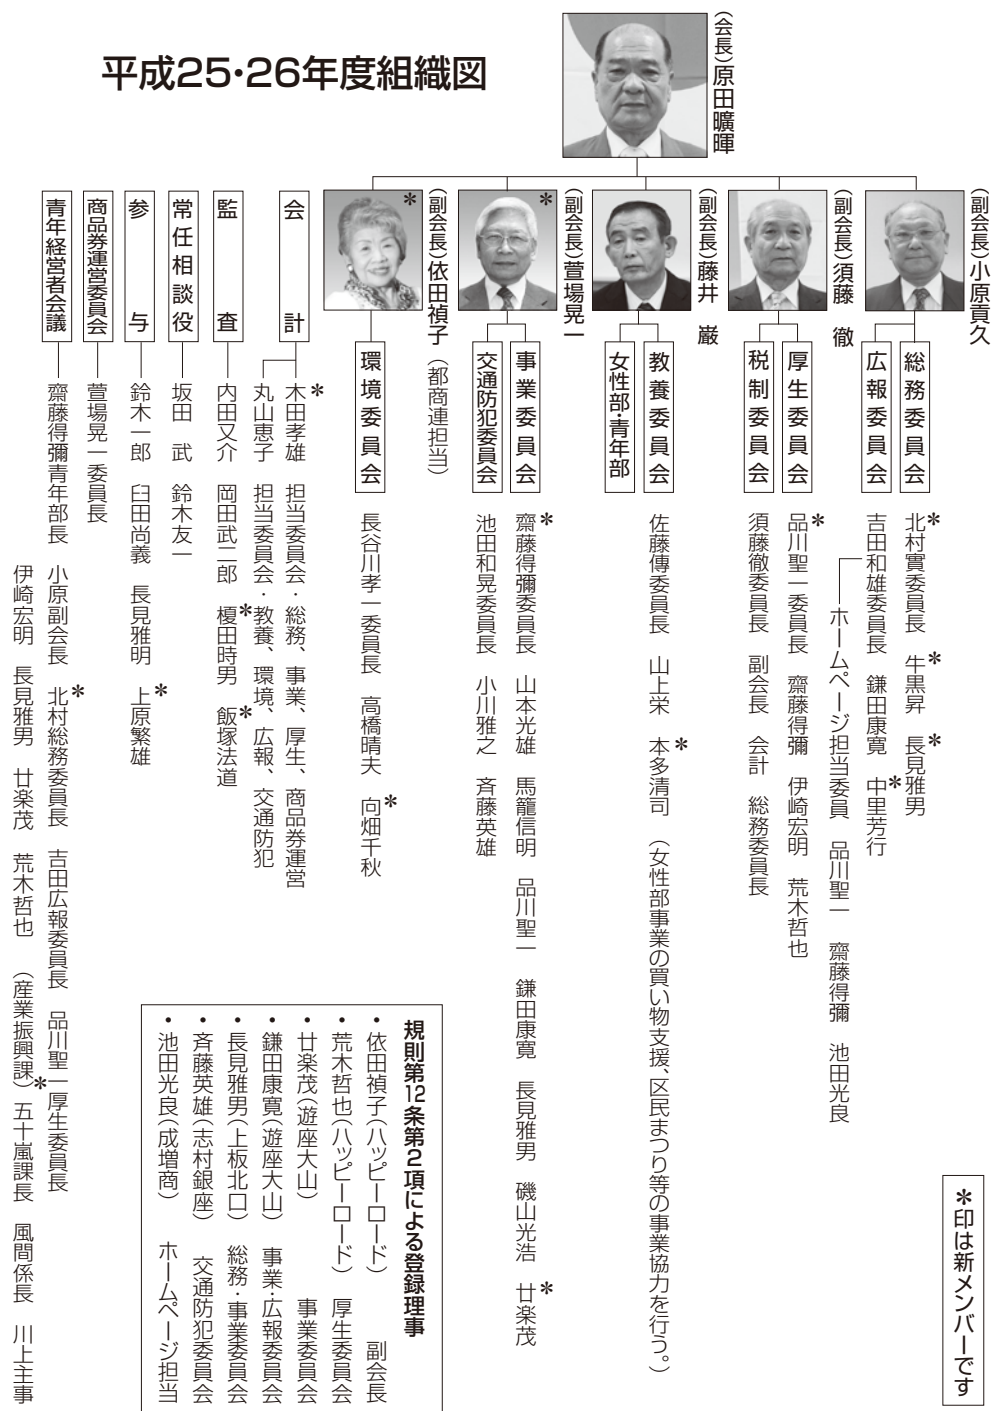 平成25・26年度組織図
(会長)原田曠暉
(副会長)小原貢久
総務委員会
＊北村實委員長　＊牛黒昇　＊長見雅男
広報委員会
吉田和雄委員長　鎌田康寛　＊中里芳行
ホームページ担当委員　品川聖一　齋藤得彌　池田光良
(副会長)須藤　徹
厚生委員会
＊品川聖一委員長　齋藤得彌　伊崎宏明　荒木哲也
税制委員会
須藤徹委員長　副会長　会計　総務委員長
(副会長)藤井　巌
教養委員会
佐藤傳委員長　山上栄　＊本多清司　(女性部事業の買い物支援、区民まつり等の事業協力を行う。)
女性部・青年部
＊
(副会長)萱場晃一
事業委員会
＊齋藤得彌委員長　山本光雄　馬籠信明　品川聖一　鎌田康寛　長見雅男　磯山光浩　＊廿楽茂
交通防犯委員会
池田和晃委員長　小川雅之　斉藤英雄
＊
(副会長)依田禎子(都商連担当)
環境委員会
長谷川孝一委員長　高橋晴夫　＊向畑千秋
会計
＊木田孝雄　担当委員会・総務、事業、厚生、商品券運営
丸山恵子　担当委員会・教養、環境、広報、交通防犯
監査
内田又介　岡田武二郎　＊榎田時男　＊飯塚法道
常任相談役
坂田　武　鈴木友一
参与
鈴木一郎　臼田尚義　長見雅明　＊上原繁雄
商品券運営委員会
萱場晃一委員長
青年経営者会議
齋藤得彌青年部長　小原副会長　＊北村総務委員長　吉田広報委員長　品川聖一厚生委員長
伊崎宏明　長見雅男　廿楽茂　荒木哲也　(産業振興課)＊五十嵐課長　風間係長　川上主事
規則第12条第2項による登録理事
・依田禎子(ハッピーロード)　副会長
・荒木哲也(ハッピーロード)　厚生委員会
・廿楽茂(遊座大山)　事業委員会
・鎌田康寛(遊座大山)　事業・広報委員会
・長見雅男(上板北口)　総務・事業委員会
・斉藤英雄(志村銀座)　交通防犯委員会
・池田光良(成増商)　ホームページ担当
＊印は新メンバーです